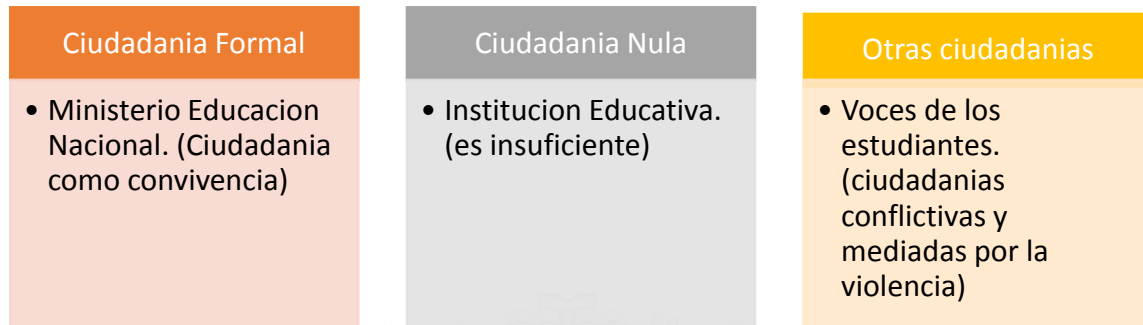 Ciudadania Formal
• Ministerio Educacion
Nacional. (Ciudadania
como convivencia)
Ciudadania Nula
• Institucion Educativa.
(es insuficiente)
Otras ciudadanias
• Voces de los
estudiantes.
(ciudadanias
conflictivas y
mediadas por la
violencia)